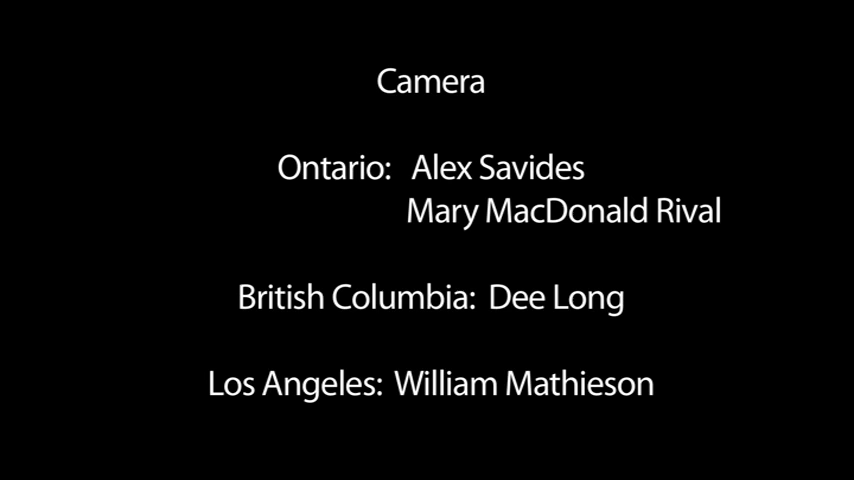 Camera
Ontario: Alex Savides
Mary MacDonald Rival
British Columbia: Dee Long
Los Angeles: William Mathieson